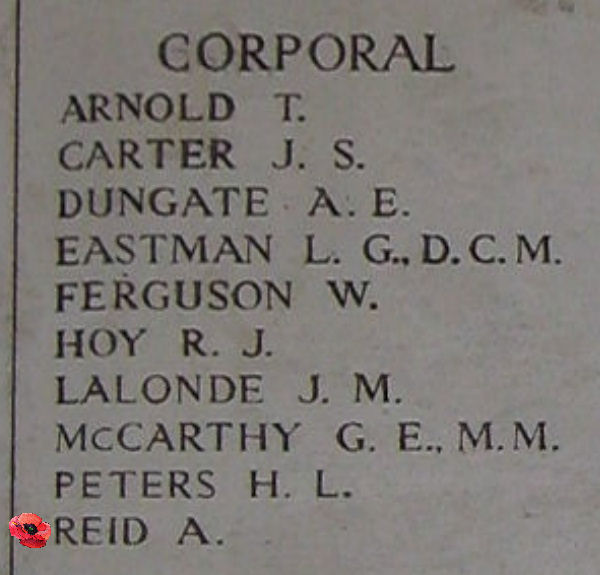 CORPORAL
ARNOLD T.
CARTER J. S.
DUNGATE A. E.
EASTMAN L. G., D.C.M.
FERGUSON W.
HOY R. J.
LALONDE J. M.
McCARTHY G. E., M.M.
PETERS H. L.
REID A.